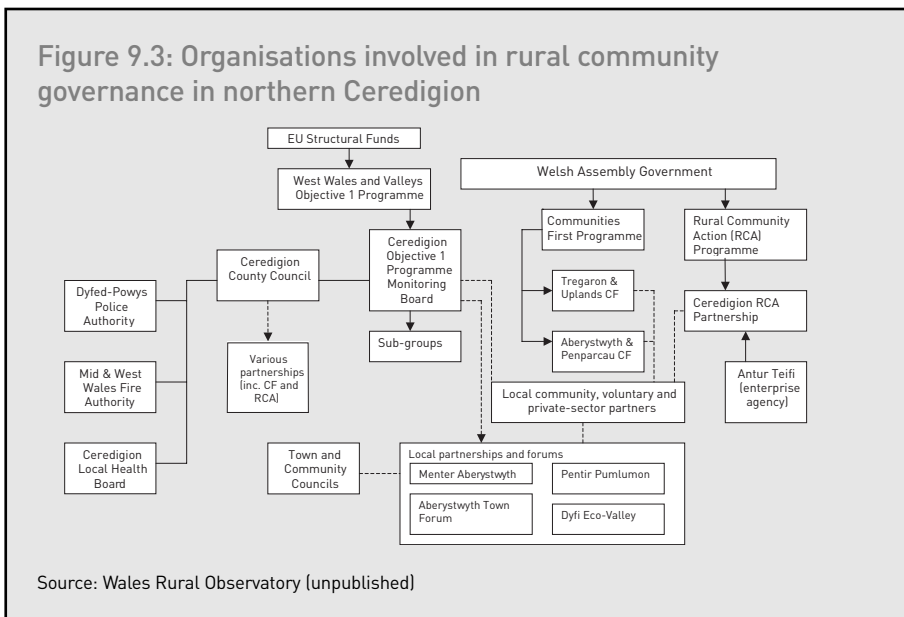 Figure 9.3: Organisations involved in rural community
governance in northern Ceredigion
EU Structural Funds
West Wales and Valleys
Objective 1 Programme
Welsh Assembly Government
Communities
First Programme
Rural Community
Action (RCA)
Programme
Ceredigion
County Council
Ceredigion
Objective 1
Programme
Monitoring
Board
Dyfed-Powys
Police
Authority
Tregaron &
Uplands CF
Ceredigion RCA
Partnership
Various
partnerships
(inc. CF and
RCA)
Sub-groups
Aberystwyth &
Penparcau CF
Mid & West
Wales Fire
Authority
Local community, voluntary and
private-sector partners
Antur Teifi
(enterprise
agency)
Ceredigion
Local Health
Board
Town and
Community
Councils
Local partnerships and forums
Menter Aberystwyth
Pentir Pumlumon
Aberystwyth Town
Forum
Dyfi Eco-Valley
Source: Wales Rural Observatory (unpublished)